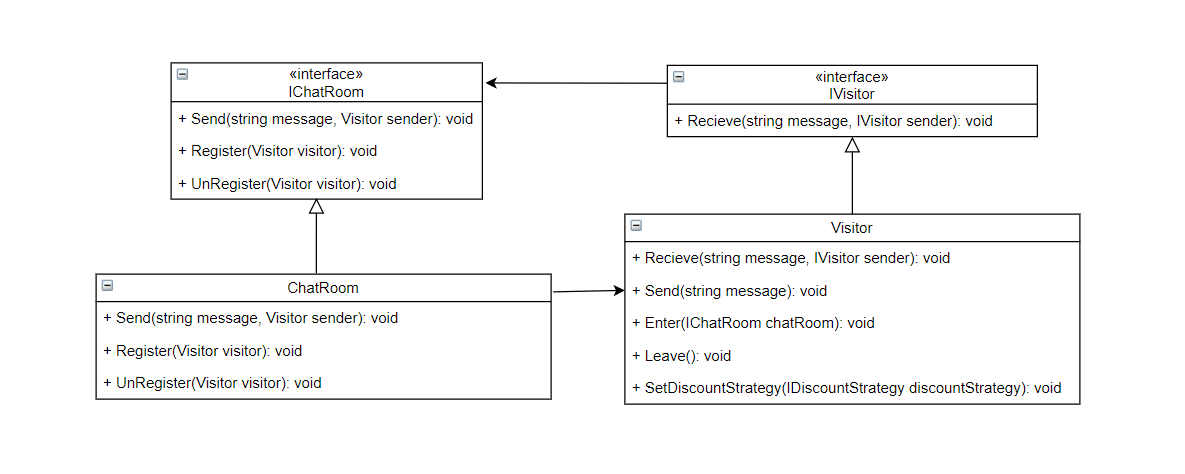 «interface»
IChatRoom
+ Send(string message, Visitor sender): void
+ Register(Visitor visitor): void
+ UnRegister(Visitor visitor): void
«interface»
IVisitor
+ Recieve(string message, IVisitor sender): void
ChatRoom
+ Send(string message, Visitor sender): void
+ Register(Visitor visitor): void
+ UnRegister(Visitor visitor): void
Visitor
+ Recieve(string message, IVisitor sender): void
+ Send(string message): void
+ Enter(IChatRoom chatRoom): void
+ Leave(): void
+ SetDiscountStrategy(IDiscountStrategy discountStrategy): void